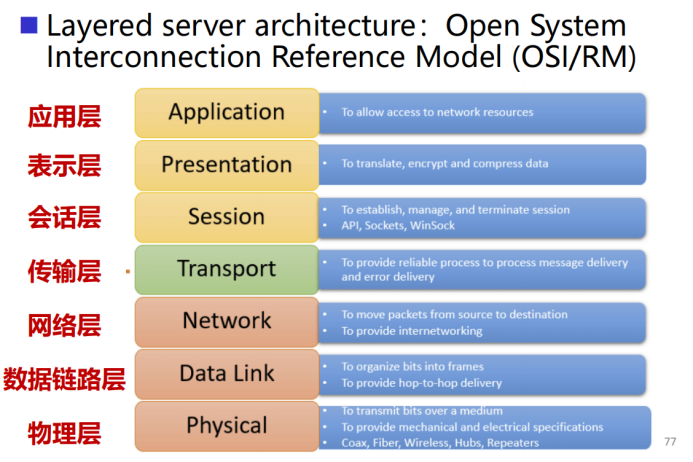 Layered server architecture： Open System
Interconnection Reference Model (OSI/RM)
应用层
Application
• To allow access to network resources
表示层
Presentation
• To translate, encrypt and compress data
会话层
Session
• To establish, manage, and terminate session
• API, Sockets, WinSock
传输层
Transport
• To provide reliable process to process message delivery
and error delivery
网络层
Network
• To move packets from source to destination
• To provide internetworking
数据链路层
Data Link
• To organize bits into frames
• To provide hop-to-hop delivery
物理层
Physical
• To transmit bits over a medium
• To provide mechanical and electrical specifications
• Coax, Fiber, Wireless, Hubs, Repeaters
77